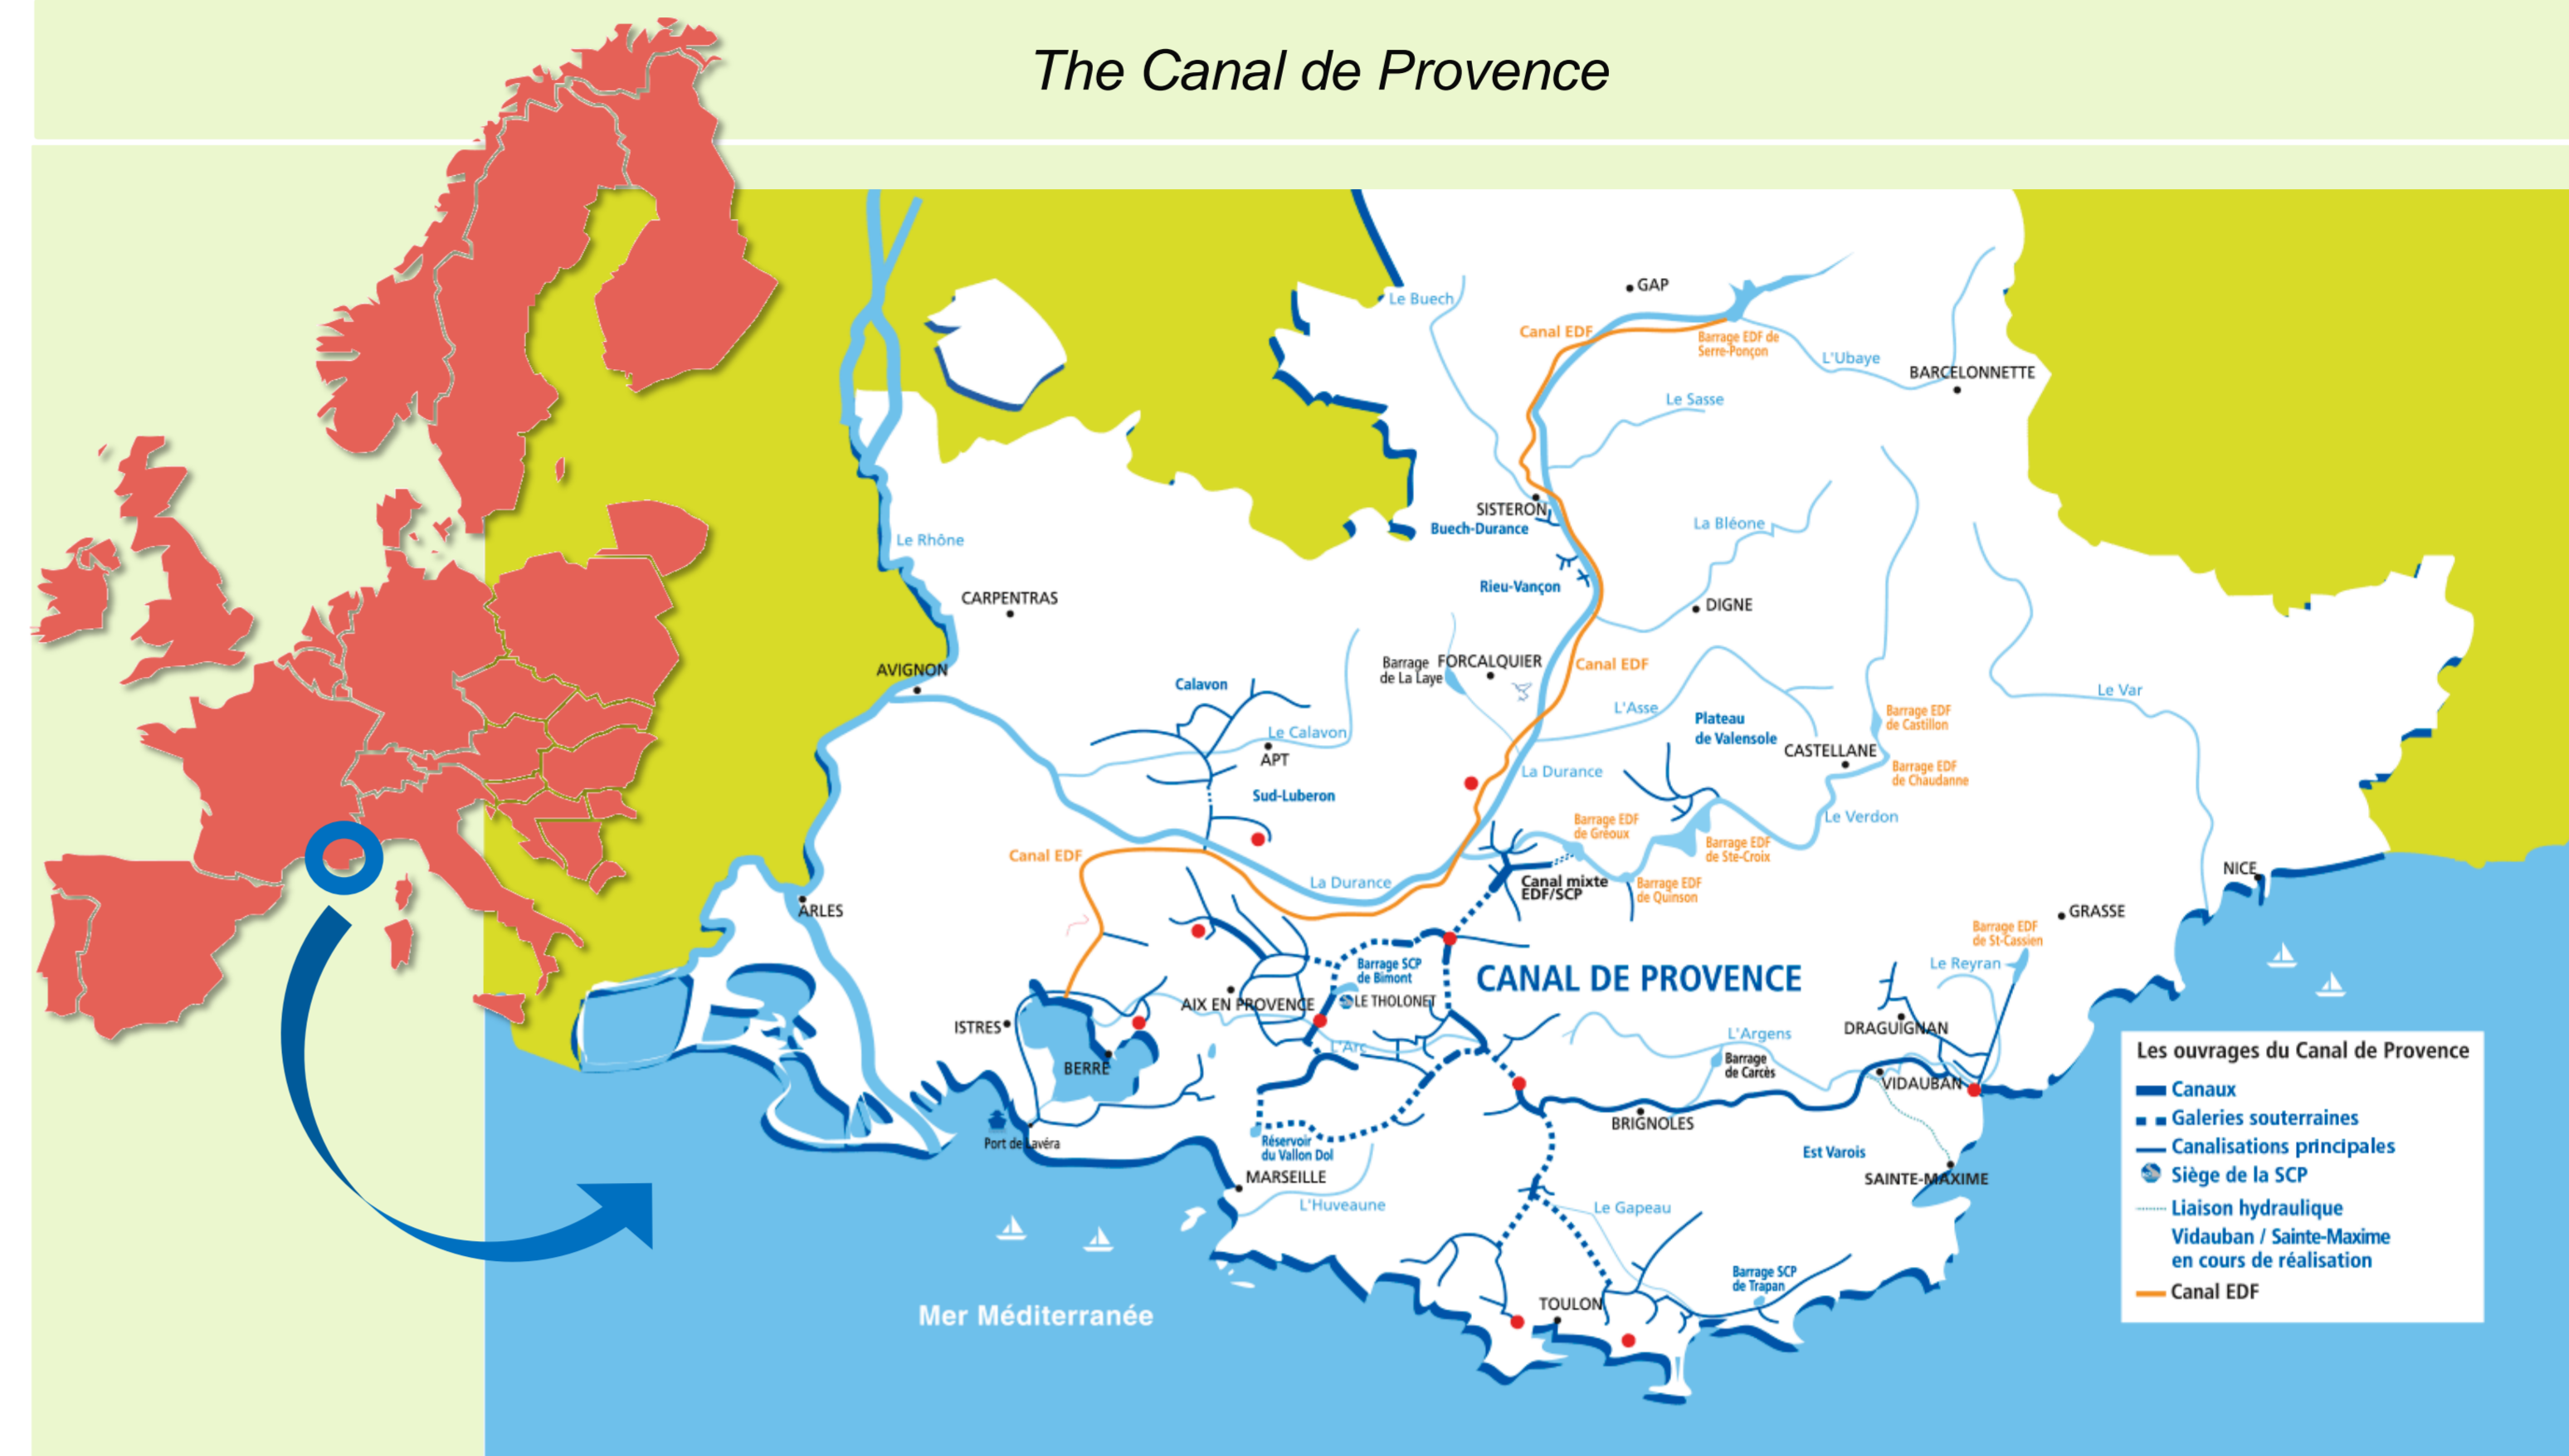 The Canal de Provence
GAP
Le Buech
Canal EDF
Barrage EDF de
Serre-Ponçon
L'Ubaye
BARCELONNETTE
Le Sasse
SISTERON
Buech-Durance
La Bléone
Le Rhône
Rieu-Vançon
CARPENTRAS
DIGNE
AVIGNON
Barrage
de La Laye
FORCALQUIER
Canal EDF
Calavon
L'Asse
Le Var
Plateau
de Valensole
Barrage EDF
de Castillon
Le Calavon
APT
CASTELLANE
La Durance
Barrage EDF
de Chaudanne
Sud-Luberon
Barrage EDF
de Gréoux
Le Verdon
Barrage EDF
de Ste-Croix
Canal EDF
La Durance
Canal mixte
EDF/SCP
Barrage EDF
de Quinson
NICE
ARLES
GRASSE
Barrage EDF
de St-Cassien
Barrage SCP
de Bimont
CANAL DE PROVENCE
Le Reyran
AIX EN PROVENCE
LE THOLONET
ISTRES
DRAGUIGNAN
L'Argens
L'Arc
BERRE
Barrage
de Carcès
VIDAUBAN
BRIGNOLES
Port de Lavéra
Réservoir
du Vallon Dol
Est Varois
MARSEILLE
SAINTE-MAXIME
L'Huveaune
Le Gapeau
Barrage SCP
de Trapan
TOULON
Mer Méditerranée
Les ouvrages du Canal de Provence
Canaux
Galeries souterraines
Canalisations principales
Siège de la SCP
Liaison hydraulique
Vidauban / Sainte-Maxime
en cours de réalisation
Canal EDF